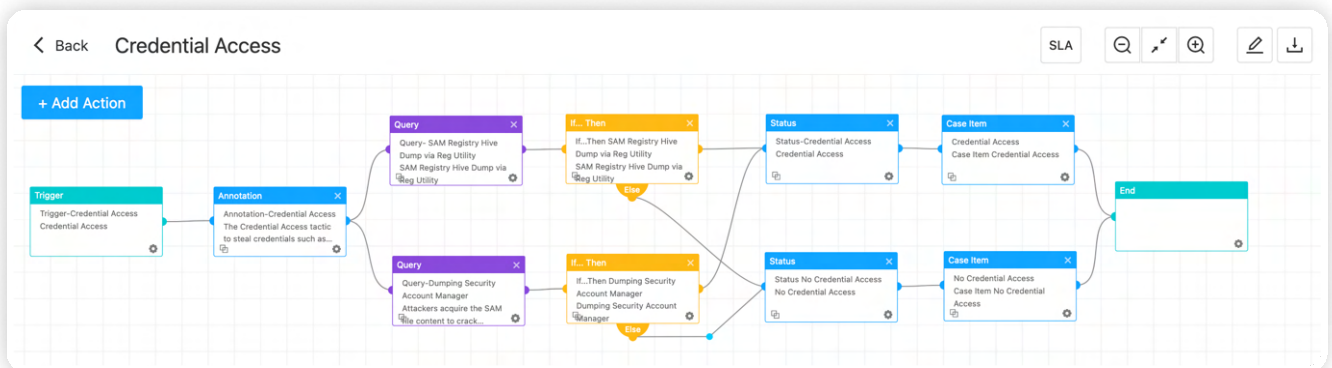 Back
Credential Access
SLA
+ Add Action
Trigger
Trigger-Credential Access
Credential Access
Annotation
Annotation-Credential Access
The Credential Access tactic
to steal credentials such as...
Query
Query- SAM Registry Hive
Dump via Reg Utility
SAM Registry Hive Dump via
Reg Utility
If... Then
If...Then SAM Registry Hive
Dump via Reg Utility
SAM Registry Hive Dump via
Reg Utility
Else
Status
Status-Credential Access
Credential Access
Case Item
Credential Access
Case Item Credential Access
Query
Query-Dumping Security
Account Manager
Attackers acquire the SAM
file content to crack...
If... Then
If...Then Dumping Security
Account Manager
Dumping Security Account
Manager
Else
Status
Status No Credential Access
No Credential Access
Case Item
No Credential Access
Case Item No Credential
Access
End